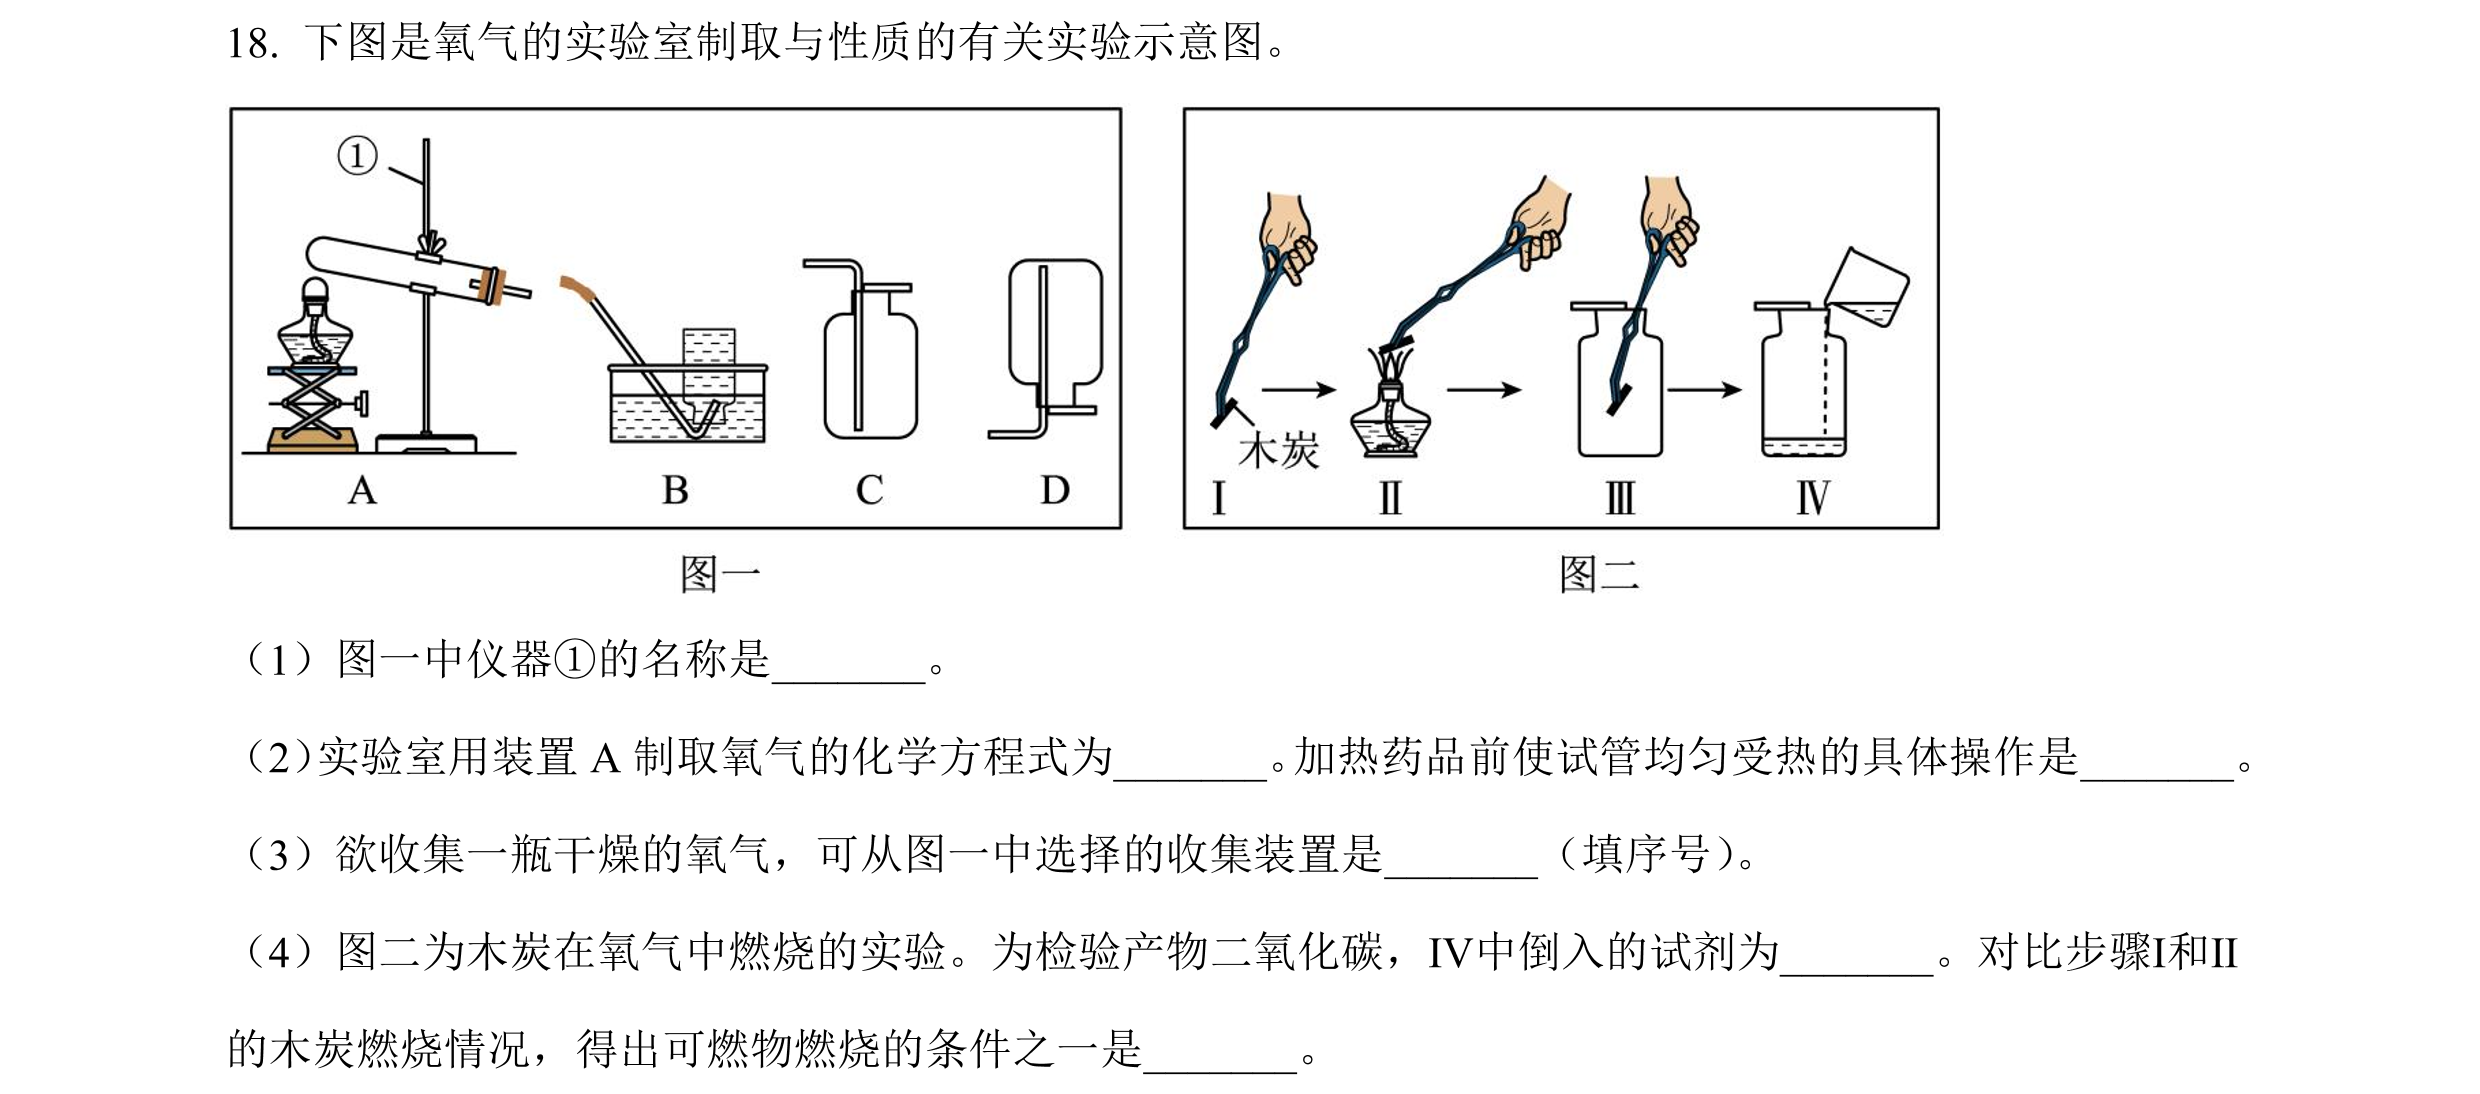 18. 下图是氧气的实验室制取与性质的有关实验示意图。
①
A B C D
图一
木炭
Ⅰ Ⅱ Ⅲ Ⅳ
图二
（1）图一中仪器①的名称是_______。
（2）实验室用装置 A 制取氧气的化学方程式为_______。加热药品前使试管均匀受热的具体操作是_______。
（3）欲收集一瓶干燥的氧气，可从图一中选择的收集装置是_______（填序号）。
（4）图二为木炭在氧气中燃烧的实验。为检验产物二氧化碳，Ⅳ中倒入的试剂为_______。对比步骤Ⅰ和Ⅱ
的木炭燃烧情况，得出可燃物燃烧的条件之一是_______。